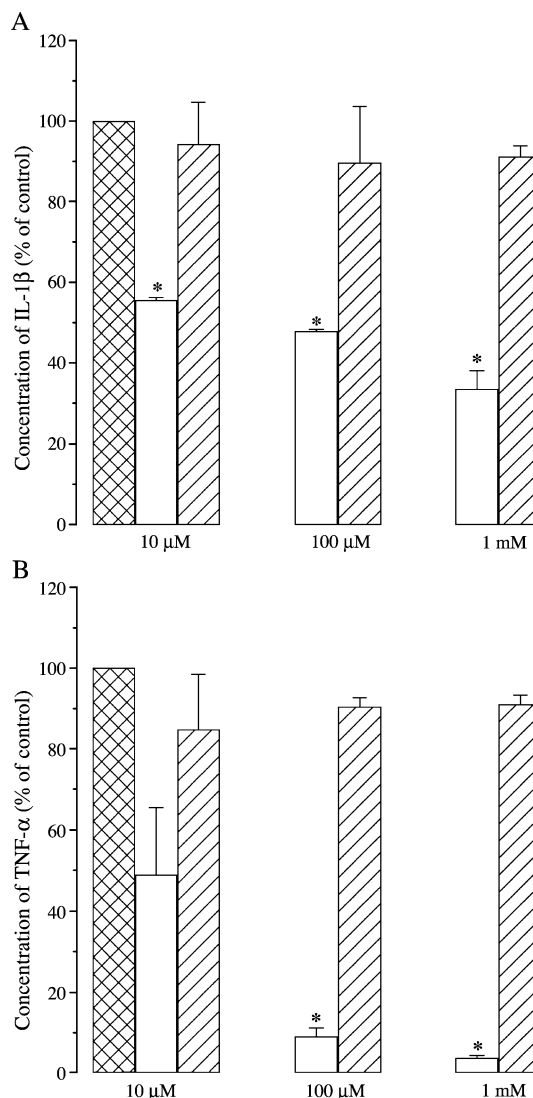 A
120
100
80
60
40
20
0
Concentration of IL-1β (% of control)
*
*
*
10 μM
100 μM
1 mM
B
120
100
80
60
40
20
0
Concentration of TNF-α (% of control)
*
*
10 μM
100 μM
1 mM